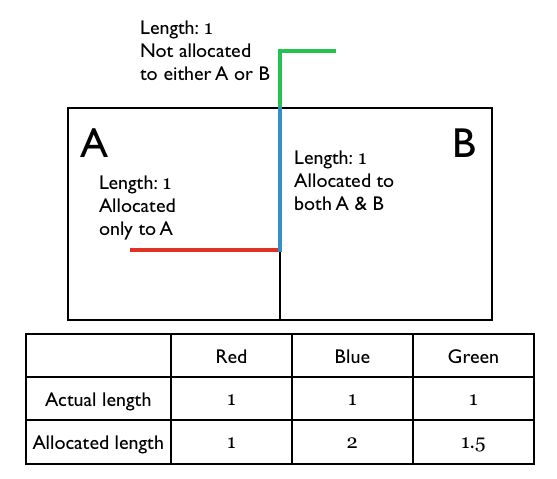 Length: 1
Not allocated
to either A or B
A
B
Length: 1
Allocated to
both A & B
Length: 1
Allocated
only to A
Red Blue Green
Actual length 1 1 1
Allocated length 1 2 1.5